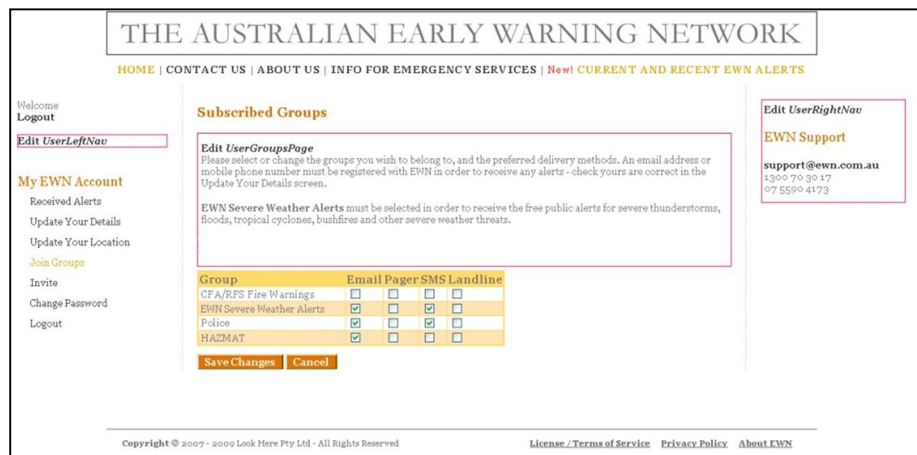 THE AUSTRALIAN EARLY WARNING NETWORK
HOME | CONTACT US | ABOUT US | INFO FOR EMERGENCY SERVICES | New! CURRENT AND RECENT EWN ALERTS
Welcome
Logout
Edit UserLeftNav
My EWN Account
Received Alerts
Update Your Details
Update Your Location
Join Groups
Invite
Change Password
Logout
Subscribed Groups
Edit UserGroupsPage
Please select or change the groups you wish to belong to, and the preferred delivery methods. An email address or
mobile phone number must be registered with EWN in order to receive any alerts - check yours are correct in the
Update Your Details screen.
EWN Severe Weather Alerts must be selected in order to receive the free public alerts for severe thunderstorms,
floods, tropical cyclones, bushfires and other severe weather threats.
Group Email Pager SMS Landline
CFA/RFS Fire Warnings
EWN Severe Weather Alerts
Police
HAZMAT
Save Changes Cancel
Edit UserRightNav
EWN Support
support@ewn.com.au
1300 70 30 17
07 5590 4173
Copyright © 2007 - 2009 Look Here Pty Ltd - All Rights Reserved
License / Terms of Service Privacy Policy About EWN